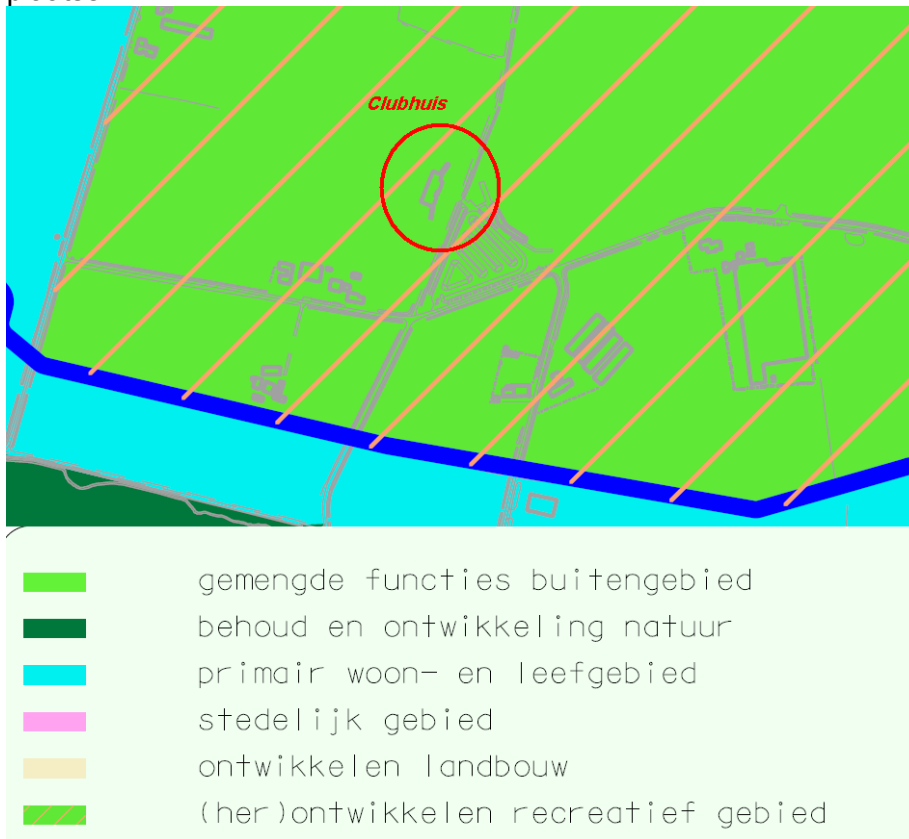 Clubhuis
gemengde functies buitengebied
behoud en ontwikkeling natuur
primair woon- en leefgebied
stedelijk gebied
ontwikkelen landbouw
(her)ontwikkelen recreatief gebied